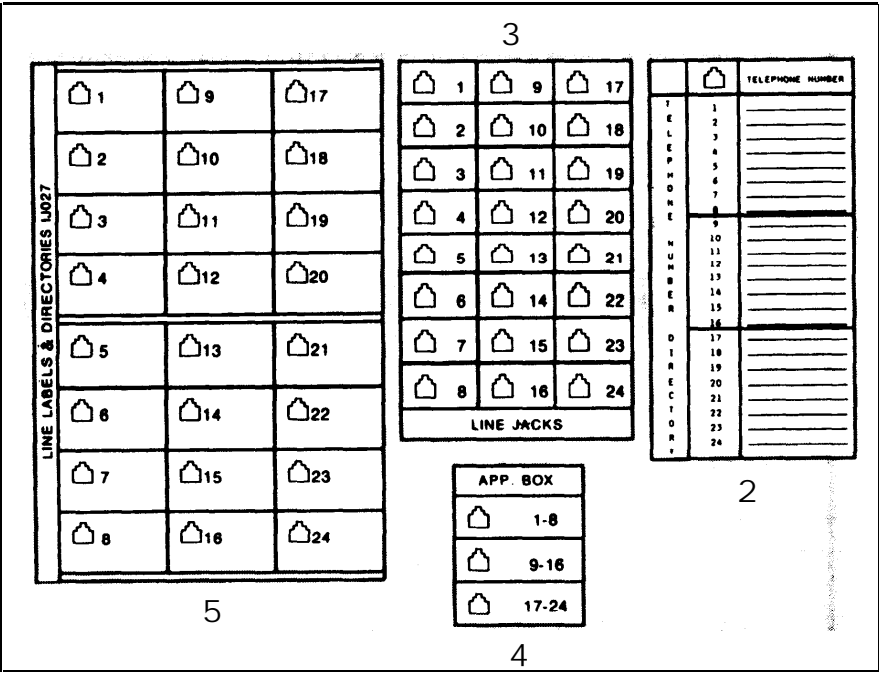 3
LINE LABELS & DIRECTORIES IJ027
1 9 17
2 10 18
3 11 19
4 12 20
5 13 21
6 14 22
7 15 23
8 16 24
5
1 9 17
2 10 18
3 11 19
4 12 20
5 13 21
6 14 22
7 15 23
8 16 24
LINE JACKS
APP. BOX
1-8
9-16
17-24
4
TELEPHONE NUMBER
TELEPHONE NUMBER DIRECTORY
1
2
3
4
5
6
7
8
9
10
11
12
13
14
15
16
17
18
19
20
21
22
23
24
2